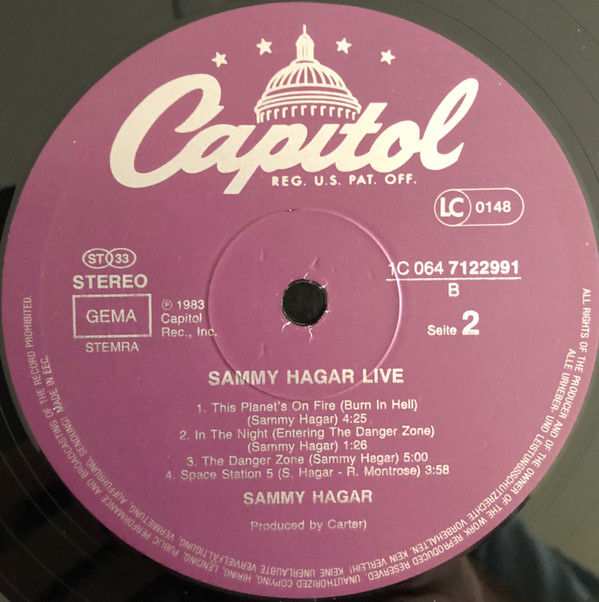 Capitol
REG. U.S. PAT. OFF.
LC 0148
ST 33
STEREO
GEMA
STEMRA
℗ 1983
Capitol
Rec., Inc.
1C 064 7122991
B
Seite 2
SAMMY HAGAR LIVE
1. This Planet's On Fire (Burn In Hell)
(Sammy Hagar) 4:25
2. In The Night (Entering The Danger Zone)
(Sammy Hagar) 1:26
3. The Danger Zone (Sammy Hagar) 5:00
4. Space Station 5 (S. Hagar - R. Montrose) 3:58
SAMMY HAGAR
Produced by Carter)
ALL RIGHTS OF THE PRODUCER AND OF THE OWNER OF THE WORK REPRODUCED RESERVED. UNAUTHORIZED COPYING, HIRING, LENDING, PUBLIC PERFORMANCE AND BROADCASTING OF THE RECORD PROHIBITED.
ALLE URHEBER- UND LEISTUNGSSCHUTZRECHTE VORBEHALTEN. KEIN VERLEIH! KEINE UNERLAUBTE VERVIELFÄLTIGUNG, VERMIETUNG, AUFFÜHRUNG, SENDUNG! MADE IN EEC.